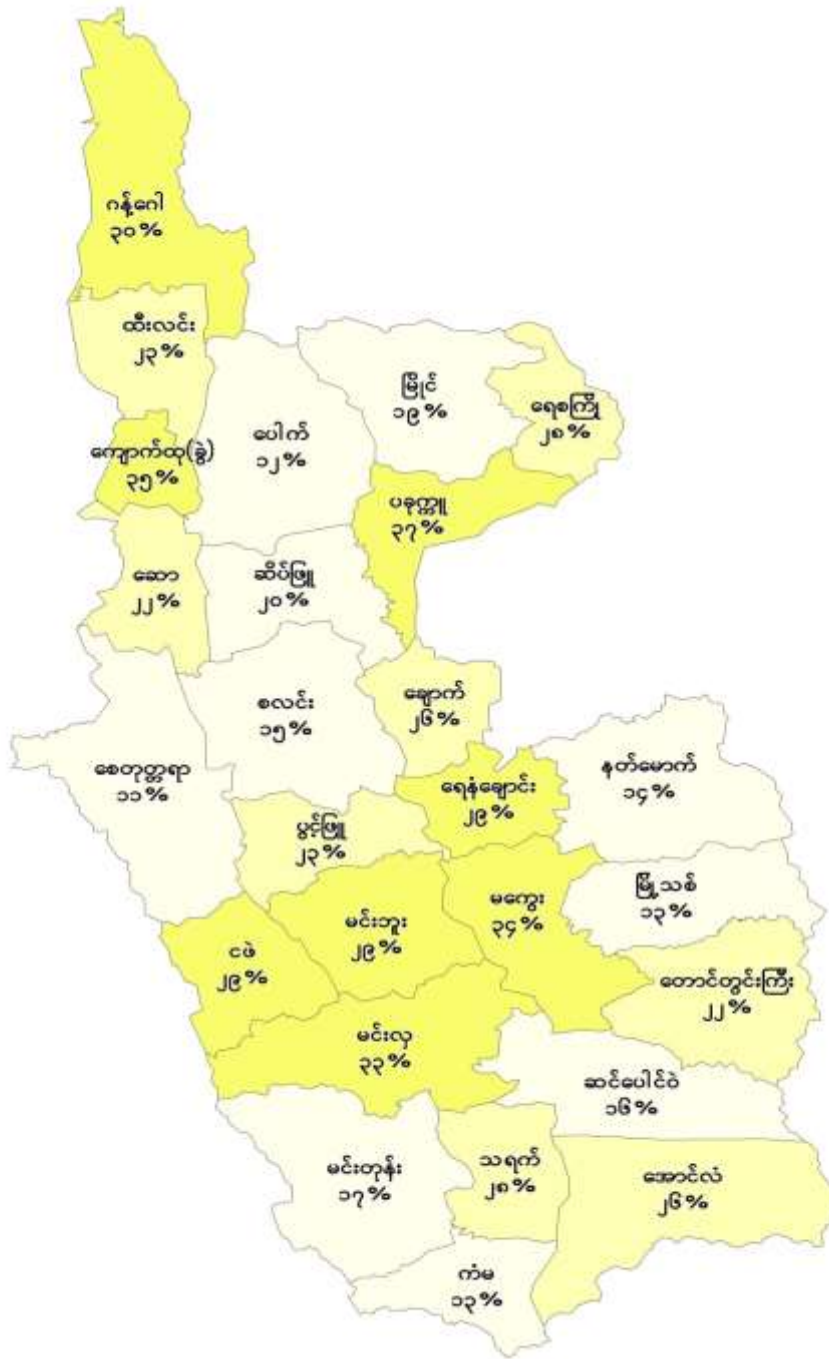 ဂန့်ဂေါ
၃၀%
ထီးလင်း
၂၃%
မြိုင်
၁၉%
ရေစကြို
၂၈%
ပေါက်
၁၂%
ကျောက်ထု(ခွဲ)
၃၅%
ပခုက္ကူ
၃၇%
ဆော
၂၂%
ဆိပ်ဖြူ
၂၀%
စလင်း
၁၅%
ချောက်
၂၆%
စေတုတ္တရာ
၁၁%
ရေနံချောင်း
၂၉%
နတ်မောက်
၁၄%
ပွင့်ဖြူ
၂၃%
မြို့သစ်
၁၃%
မကွေး
၃၄%
မင်းဘူး
၂၉%
ငဖဲ
၂၉%
တောင်တွင်းကြီး
၂၂%
မင်းလှ
၃၃%
ဆင်ပေါင်ဝဲ
၁၆%
မင်းတုန်း
၁၇%
သရက်
၂၈%
အောင်လံ
၂၆%
ကံမ
၁၃%